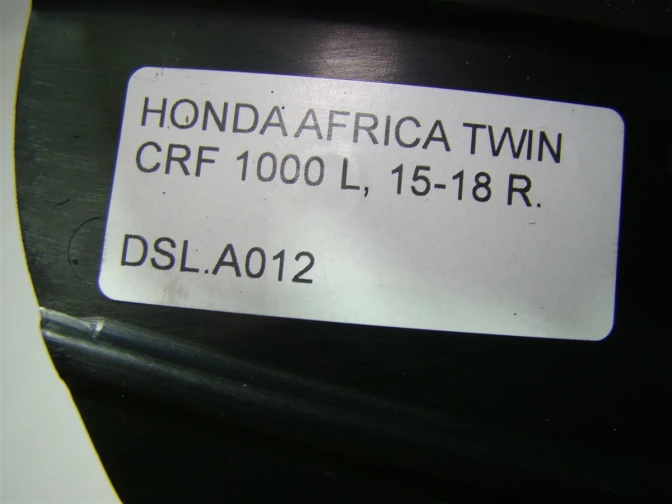 HONDA AFRICA TWIN
CRF 1000 L, 15-18 R.
DSL.A012